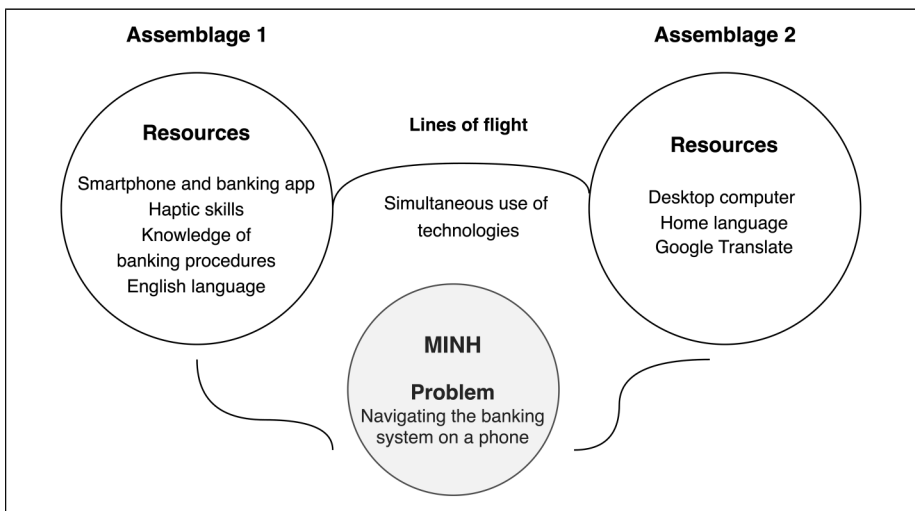 Assemblage 1
Assemblage 2
Resources
Smartphone and banking app
Haptic skills
Knowledge of
banking procedures
English language
Lines of flight
Simultaneous use of
technologies
Resources
Desktop computer
Home language
Google Translate
MINH
Problem
Navigating the banking
system on a phone